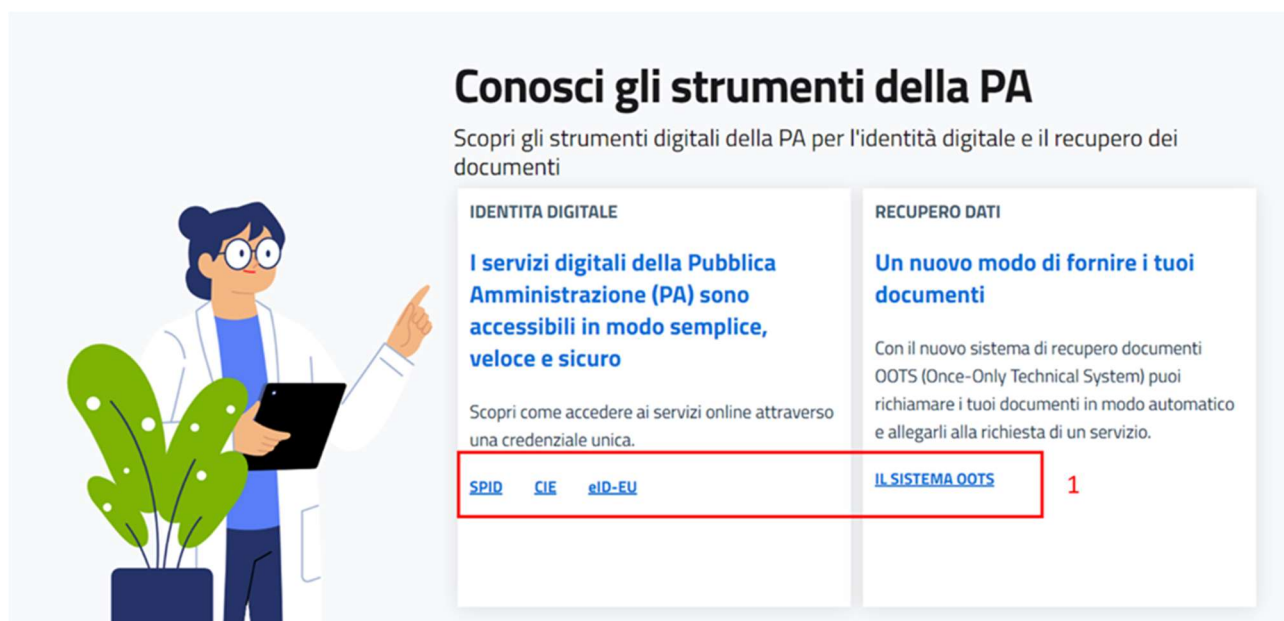 Conosci gli strumenti della PA
Scopri gli strumenti digitali della PA per l'identità digitale e il recupero dei
documenti
IDENTITA DIGITALE
I servizi digitali della Pubblica
Amministrazione (PA) sono
accessibili in modo semplice,
veloce e sicuro
Scopri come accedere ai servizi online attraverso
una credenziale unica.
SPID CIE eID-EU
RECUPERO DATI
Un nuovo modo di fornire i tuoi
documenti
Con il nuovo sistema di recupero documenti
OOTS (Once-Only Technical System) puoi
richiamare i tuoi documenti in modo automatico
e allegarli alla richiesta di un servizio.
IL SISTEMA OOTS
1